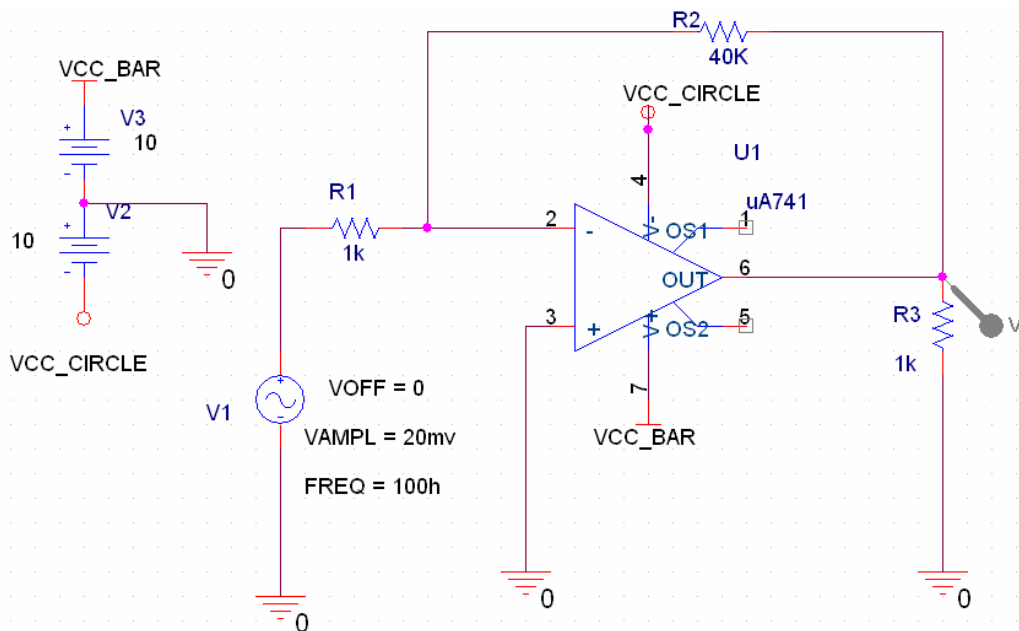 R2
40K
VCC_BAR
V3
10
+
-
V2
10
+
-
0
VCC_CIRCLE
VCC_CIRCLE
U1
uA741
R1
1k
4
V-
OS1
1
2
-
OUT
6
3
+
V+
OS2
5
7
VCC_BAR
R3
1k
V
V1
+
-
VOFF = 0
VAMPL = 20mv
FREQ = 100h
0
0
0